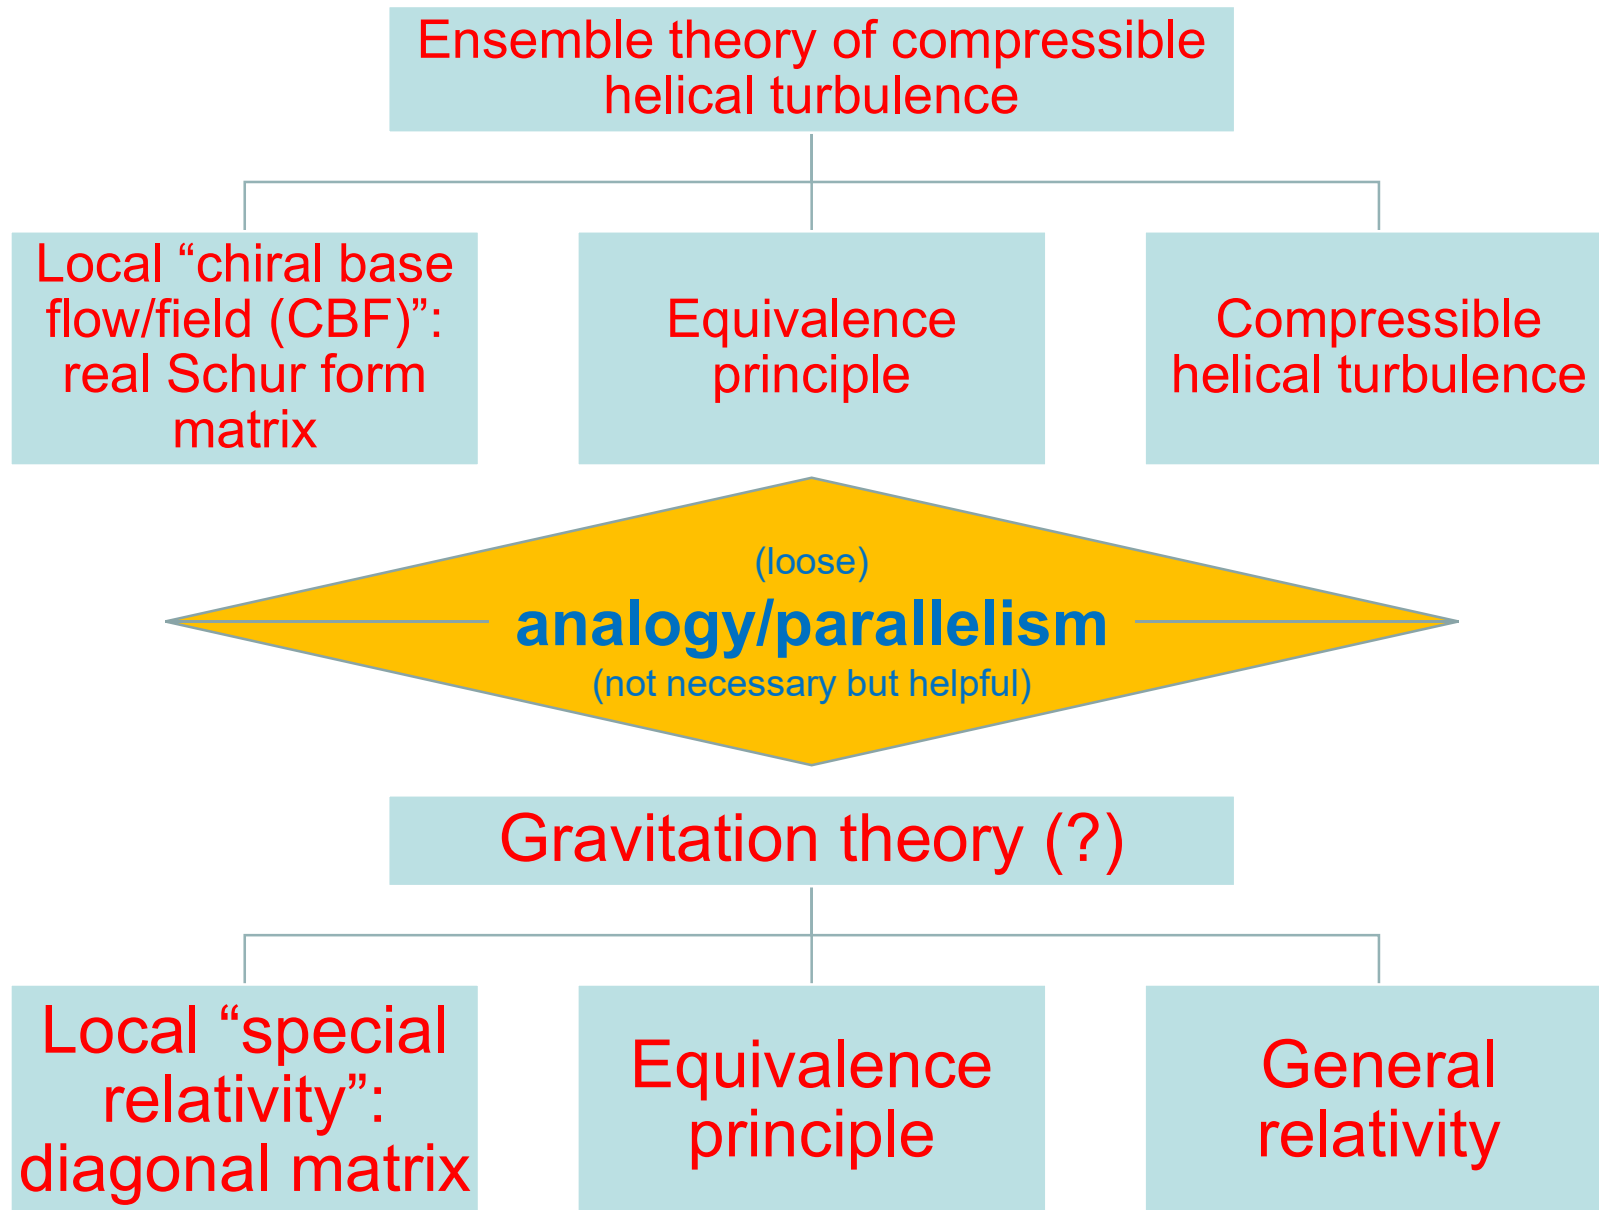 Ensemble theory of compressible
helical turbulence
Local “chiral base
flow/field (CBF)”:
real Schur form
matrix
Equivalence
principle
Compressible
helical turbulence
(loose)
analogy/parallelism
(not necessary but helpful)
Gravitation theory (?)
Local “special
relativity”:
diagonal matrix
Equivalence
principle
General
relativity